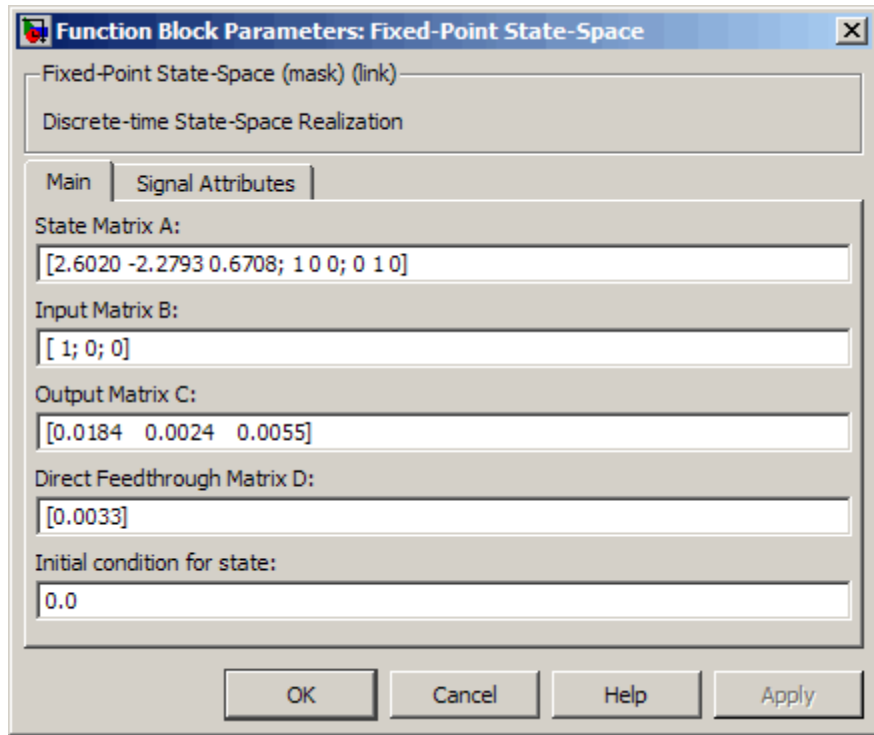 Function Block Parameters: Fixed-Point State-Space
Fixed-Point State-Space (mask) (link)
Discrete-time State-Space Realization
Main Signal Attributes
State Matrix A:
[2.6020 -2.2793 0.6708; 1 0 0; 0 1 0]
Input Matrix B:
[ 1; 0; 0]
Output Matrix C:
[0.0184 0.0024 0.0055]
Direct Feedthrough Matrix D:
[0.0033]
Initial condition for state:
0.0
OK Cancel Help Apply